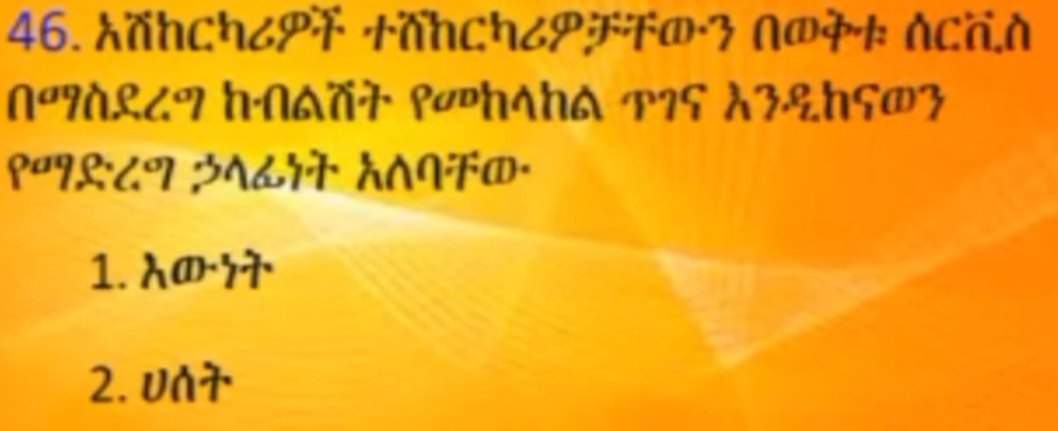 46. አሽከርካሪዎች ተሽከርካሪዎቻቸውን በወቅቱ ሰርቪስ
በማስደረግ ከብልሽት የመከላከል ጥገና እንዲከናወን
የማድረግ ኃላፊነት አለባቸው
1. እውነት
2. ሀሰት